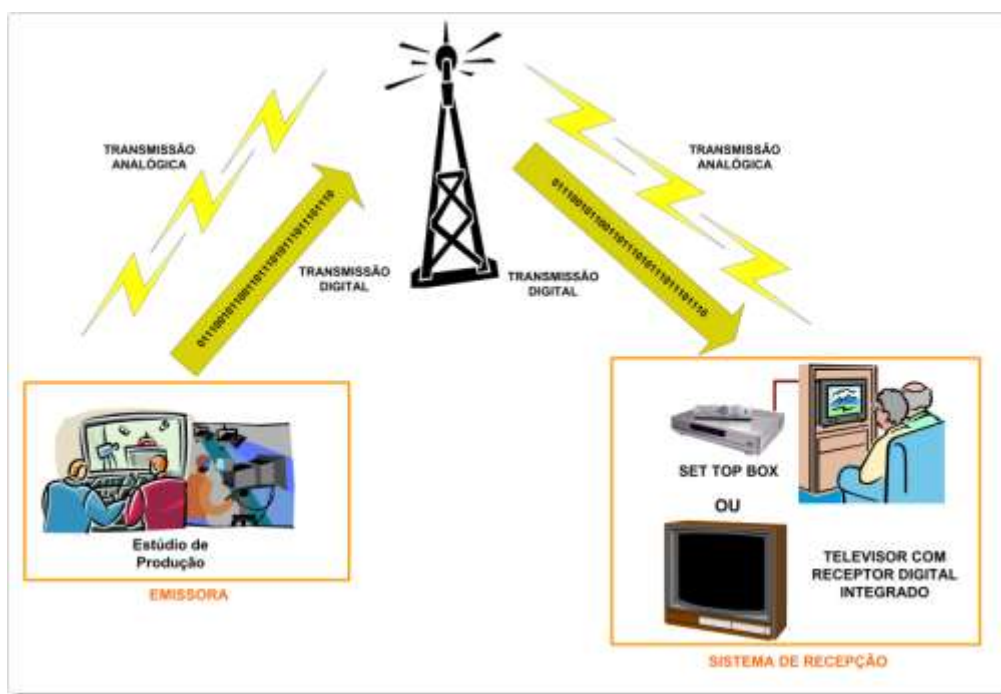 TRANSMISSÃO
ANALÓGICA
TRANSMISSÃO
ANALÓGICA
TRANSMISSÃO
DIGITAL
TRANSMISSÃO
DIGITAL
Estúdio de
Produção
EMISSORA
SET TOP BOX
OU
TELEVISOR COM
RECEPTOR DIGITAL
INTEGRADO
SISTEMA DE RECEPÇÃO